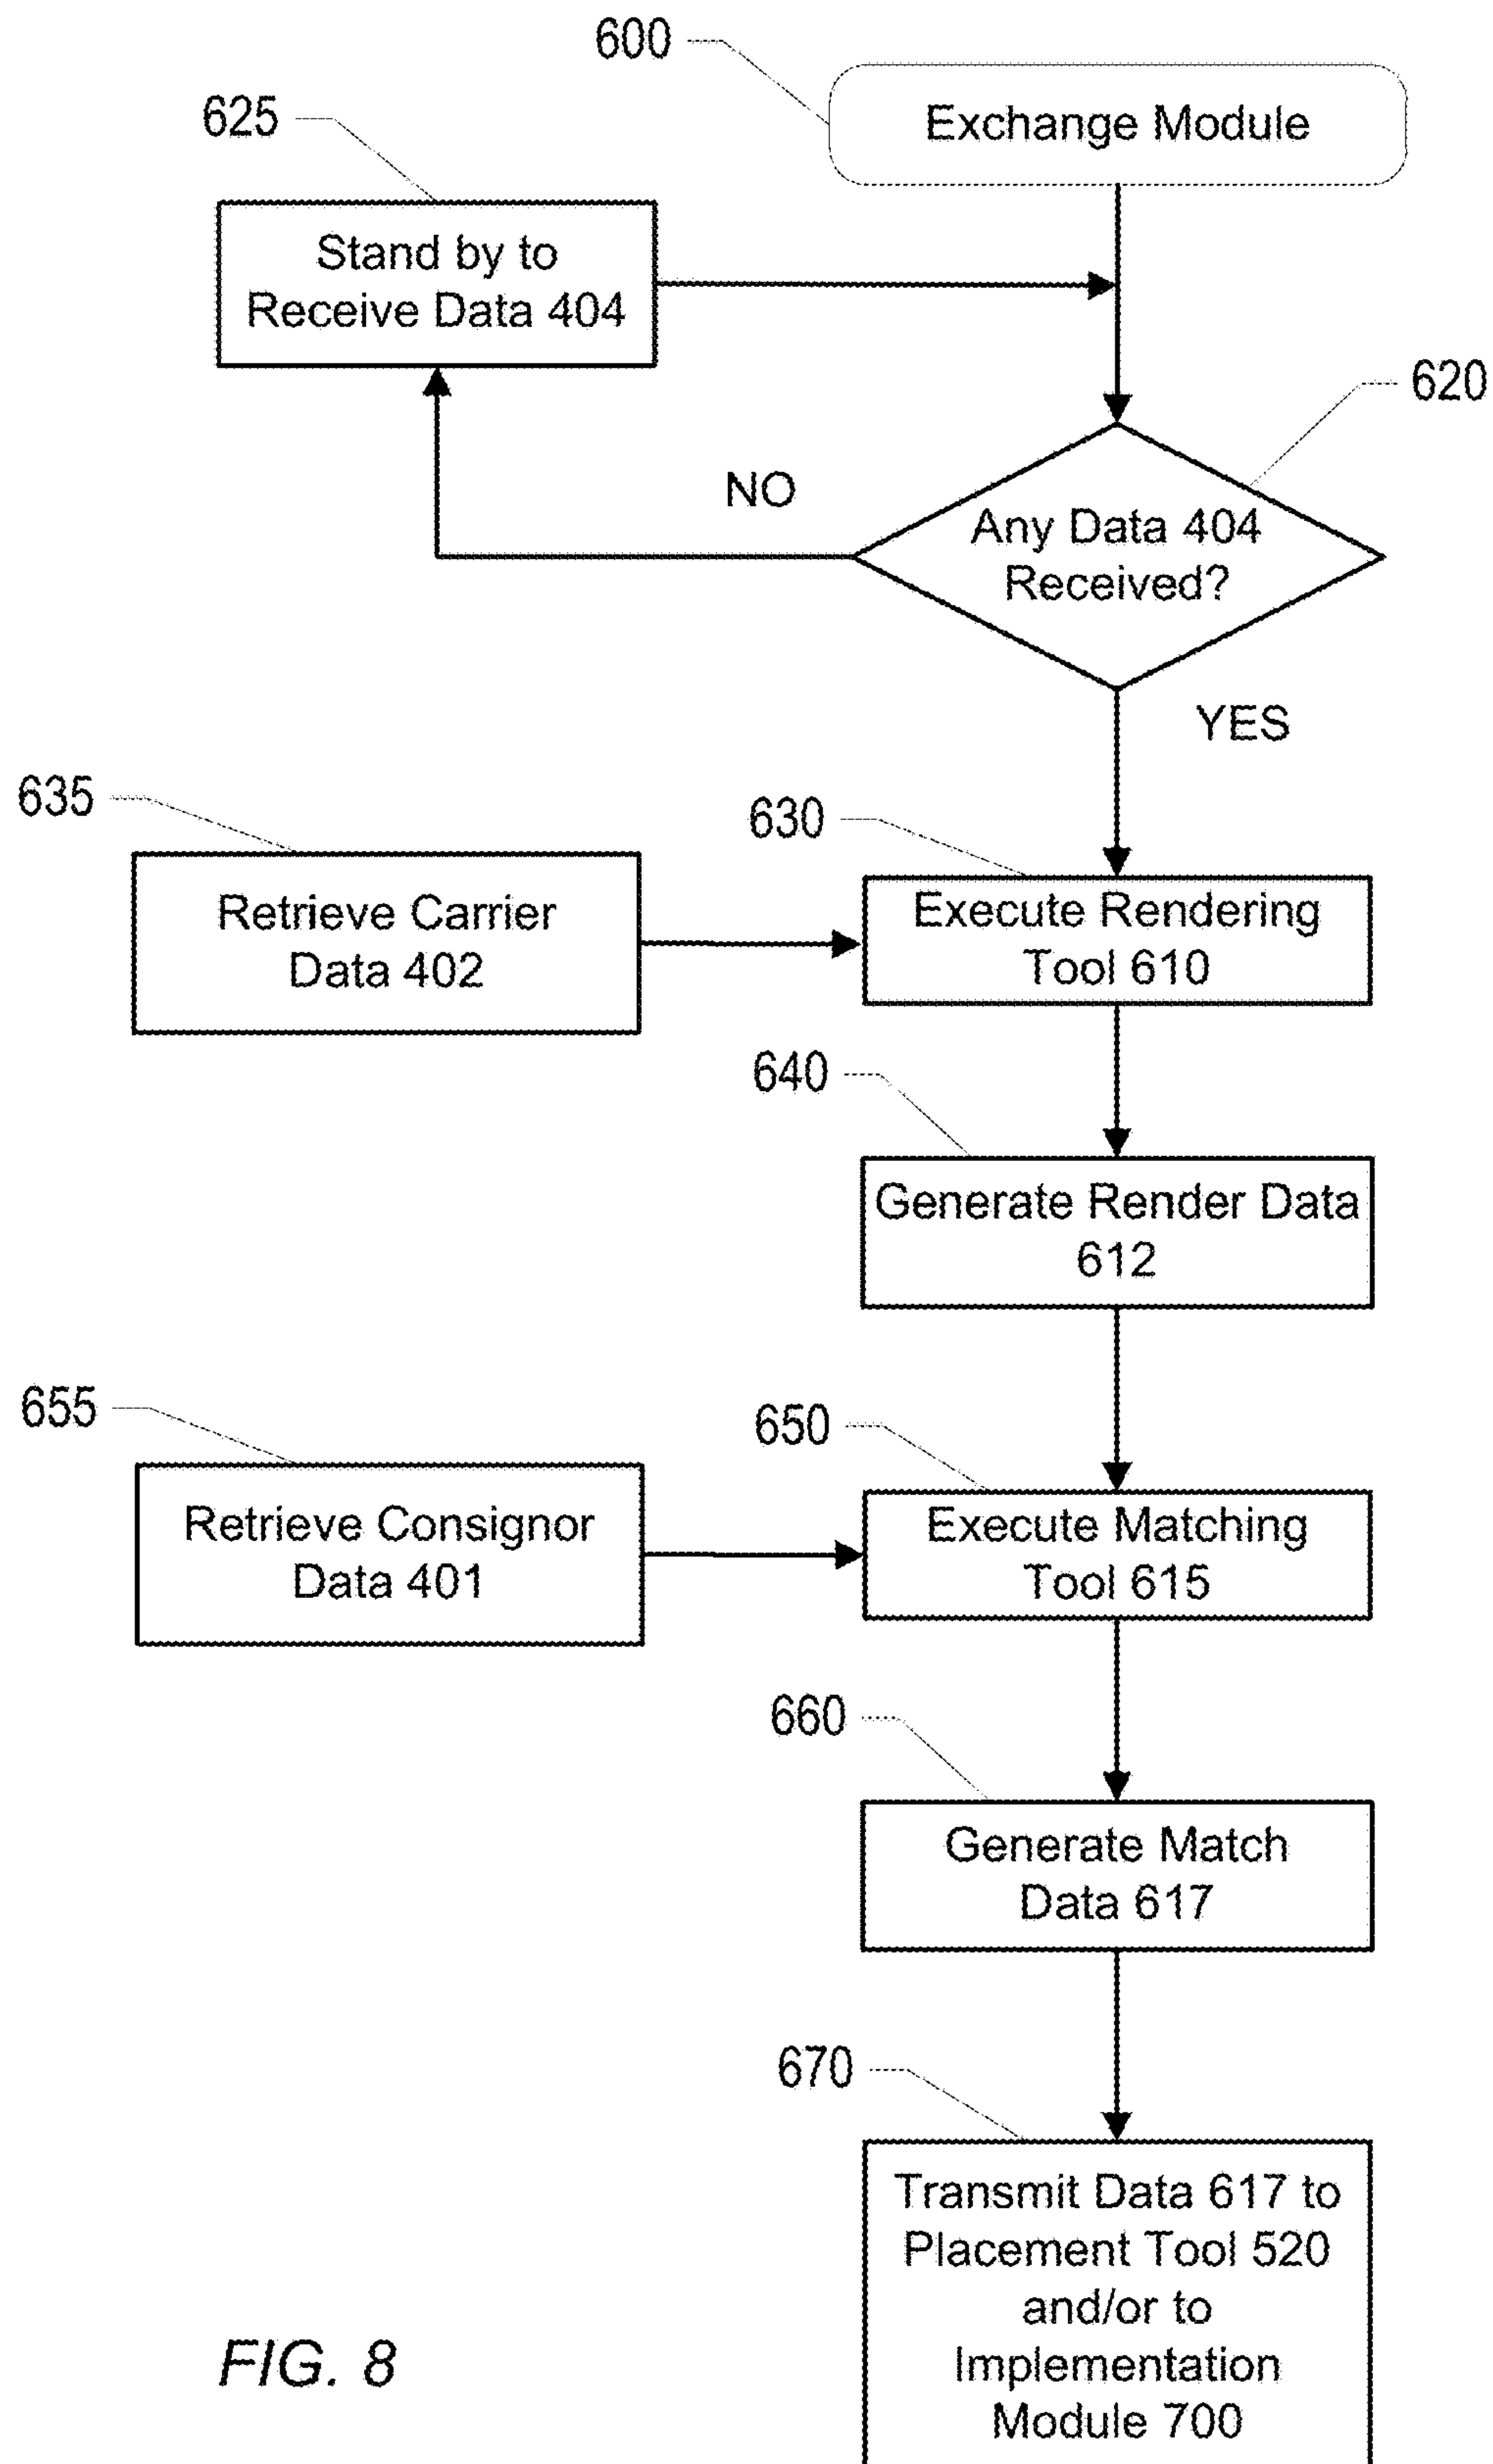 600
Exchange Module
625
Stand by to
Receive Data 404
620
NO
Any Data 404
Received?
YES
635
630
Retrieve Carrier
Data 402
Execute Rendering
Tool 610
640
Generate Render Data
612
655
650
Retrieve Consignor
Data 401
Execute Matching
Tool 615
660
Generate Match
Data 617
670
Transmit Data 617 to
Placement Tool 520
and/or to
Implementation
Module 700
FIG. 8